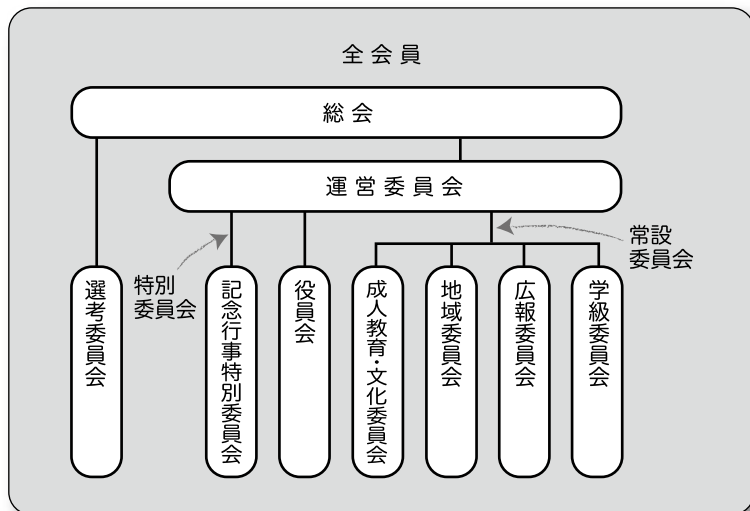 全会員
総会
運営委員会
常設
委員会
特別
委員会
選考委員会
記念行事特別委員会
役員会
成人教育・文化委員会
地域委員会
広報委員会
学級委員会